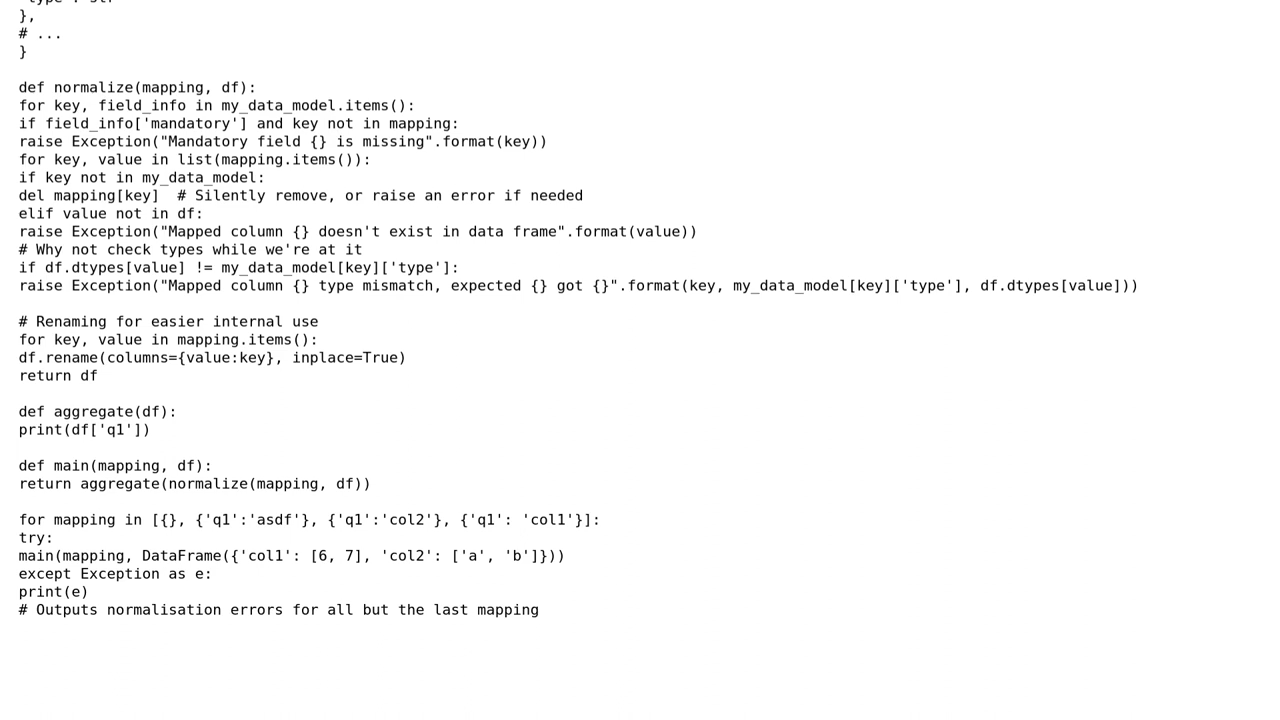 },
# ...
}
def normalize(mapping, df):
for key, field_info in my_data_model.items():
if field_info['mandatory'] and key not in mapping:
raise Exception("Mandatory field {} is missing".format(key))
for key, value in list(mapping.items()):
if key not in my_data_model:
del mapping[key]  # Silently remove, or raise an error if needed
elif value not in df:
raise Exception("Mapped column {} doesn't exist in data frame".format(value))
# Why not check types while we're at it
if df.dtypes[value] != my_data_model[key]['type']:
raise Exception("Mapped column {} type mismatch, expected {} got {}".format(key, my_data_model[key]['type'], df.dtypes[value]))
# Renaming for easier internal use
for key, value in mapping.items():
df.rename(columns={value:key}, inplace=True)
return df
def aggregate(df):
print(df['q1'])
def main(mapping, df):
return aggregate(normalize(mapping, df))
for mapping in [{}, {'q1':'asdf'}, {'q1':'col2'}, {'q1': 'col1'}]:
try:
main(mapping, DataFrame({'col1': [6, 7], 'col2': ['a', 'b']}))
except Exception as e:
print(e)
# Outputs normalisation errors for all but the last mapping